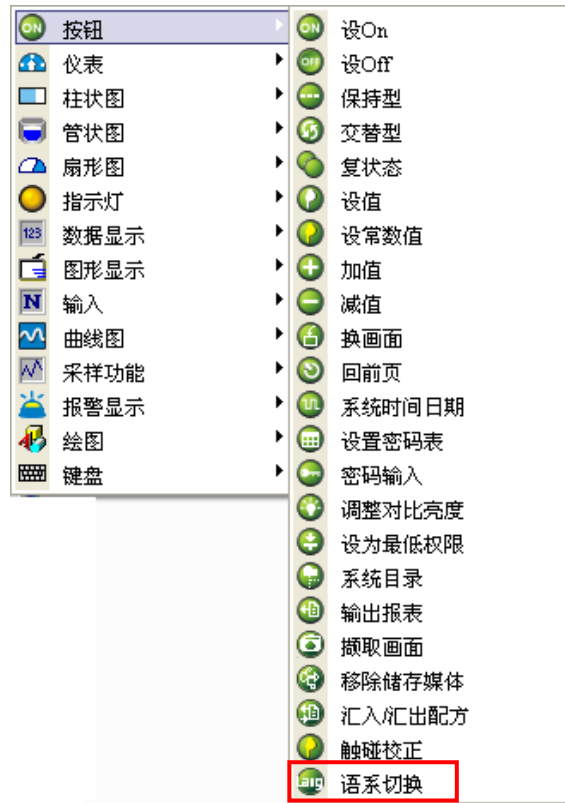 按钮
仪表
柱状图
管状图
扇形图
指示灯
数据显示
图形显示
输入
曲线图
采样功能
报警显示
绘图
键盘
设On
设Off
保持型
交替型
复状态
设值
设常数值
加值
减值
换画面
回前页
系统时间日期
设置密码表
密码输入
调整对比亮度
设为最低权限
系统目录
输出报表
撷取画面
移除储存媒体
汇入/汇出配方
触碰校正
语系切换
ON
123
N
ON
OFF
Lang